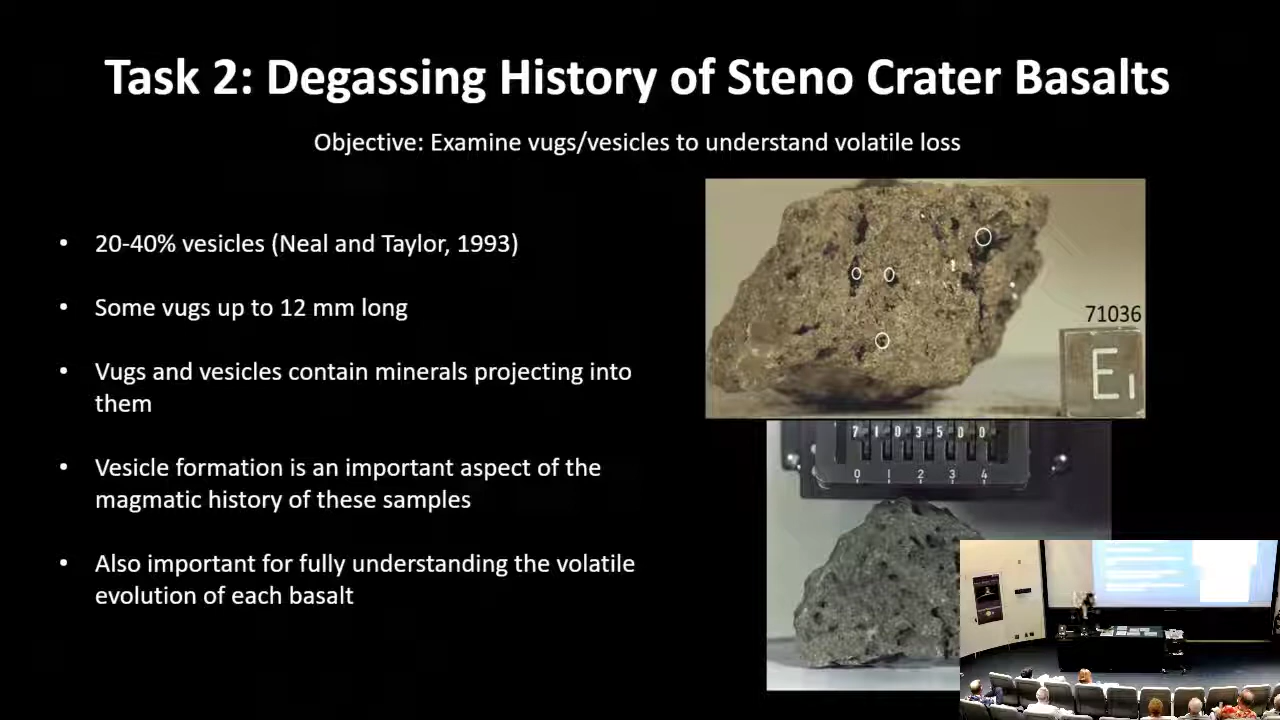 Task 2: Degassing History of Steno Crater Basalts
Objective: Examine vugs/vesicles to understand volatile loss
• 20-40% vesicles (Neal and Taylor, 1993)
• Some vugs up to 12 mm long
• Vugs and vesicles contain minerals projecting into
them
• Vesicle formation is an important aspect of the
magmatic history of these samples
• Also important for fully understanding the volatile
evolution of each basalt
71036
E1
7 1 0 3 5 0 0
0 1 2 3 4